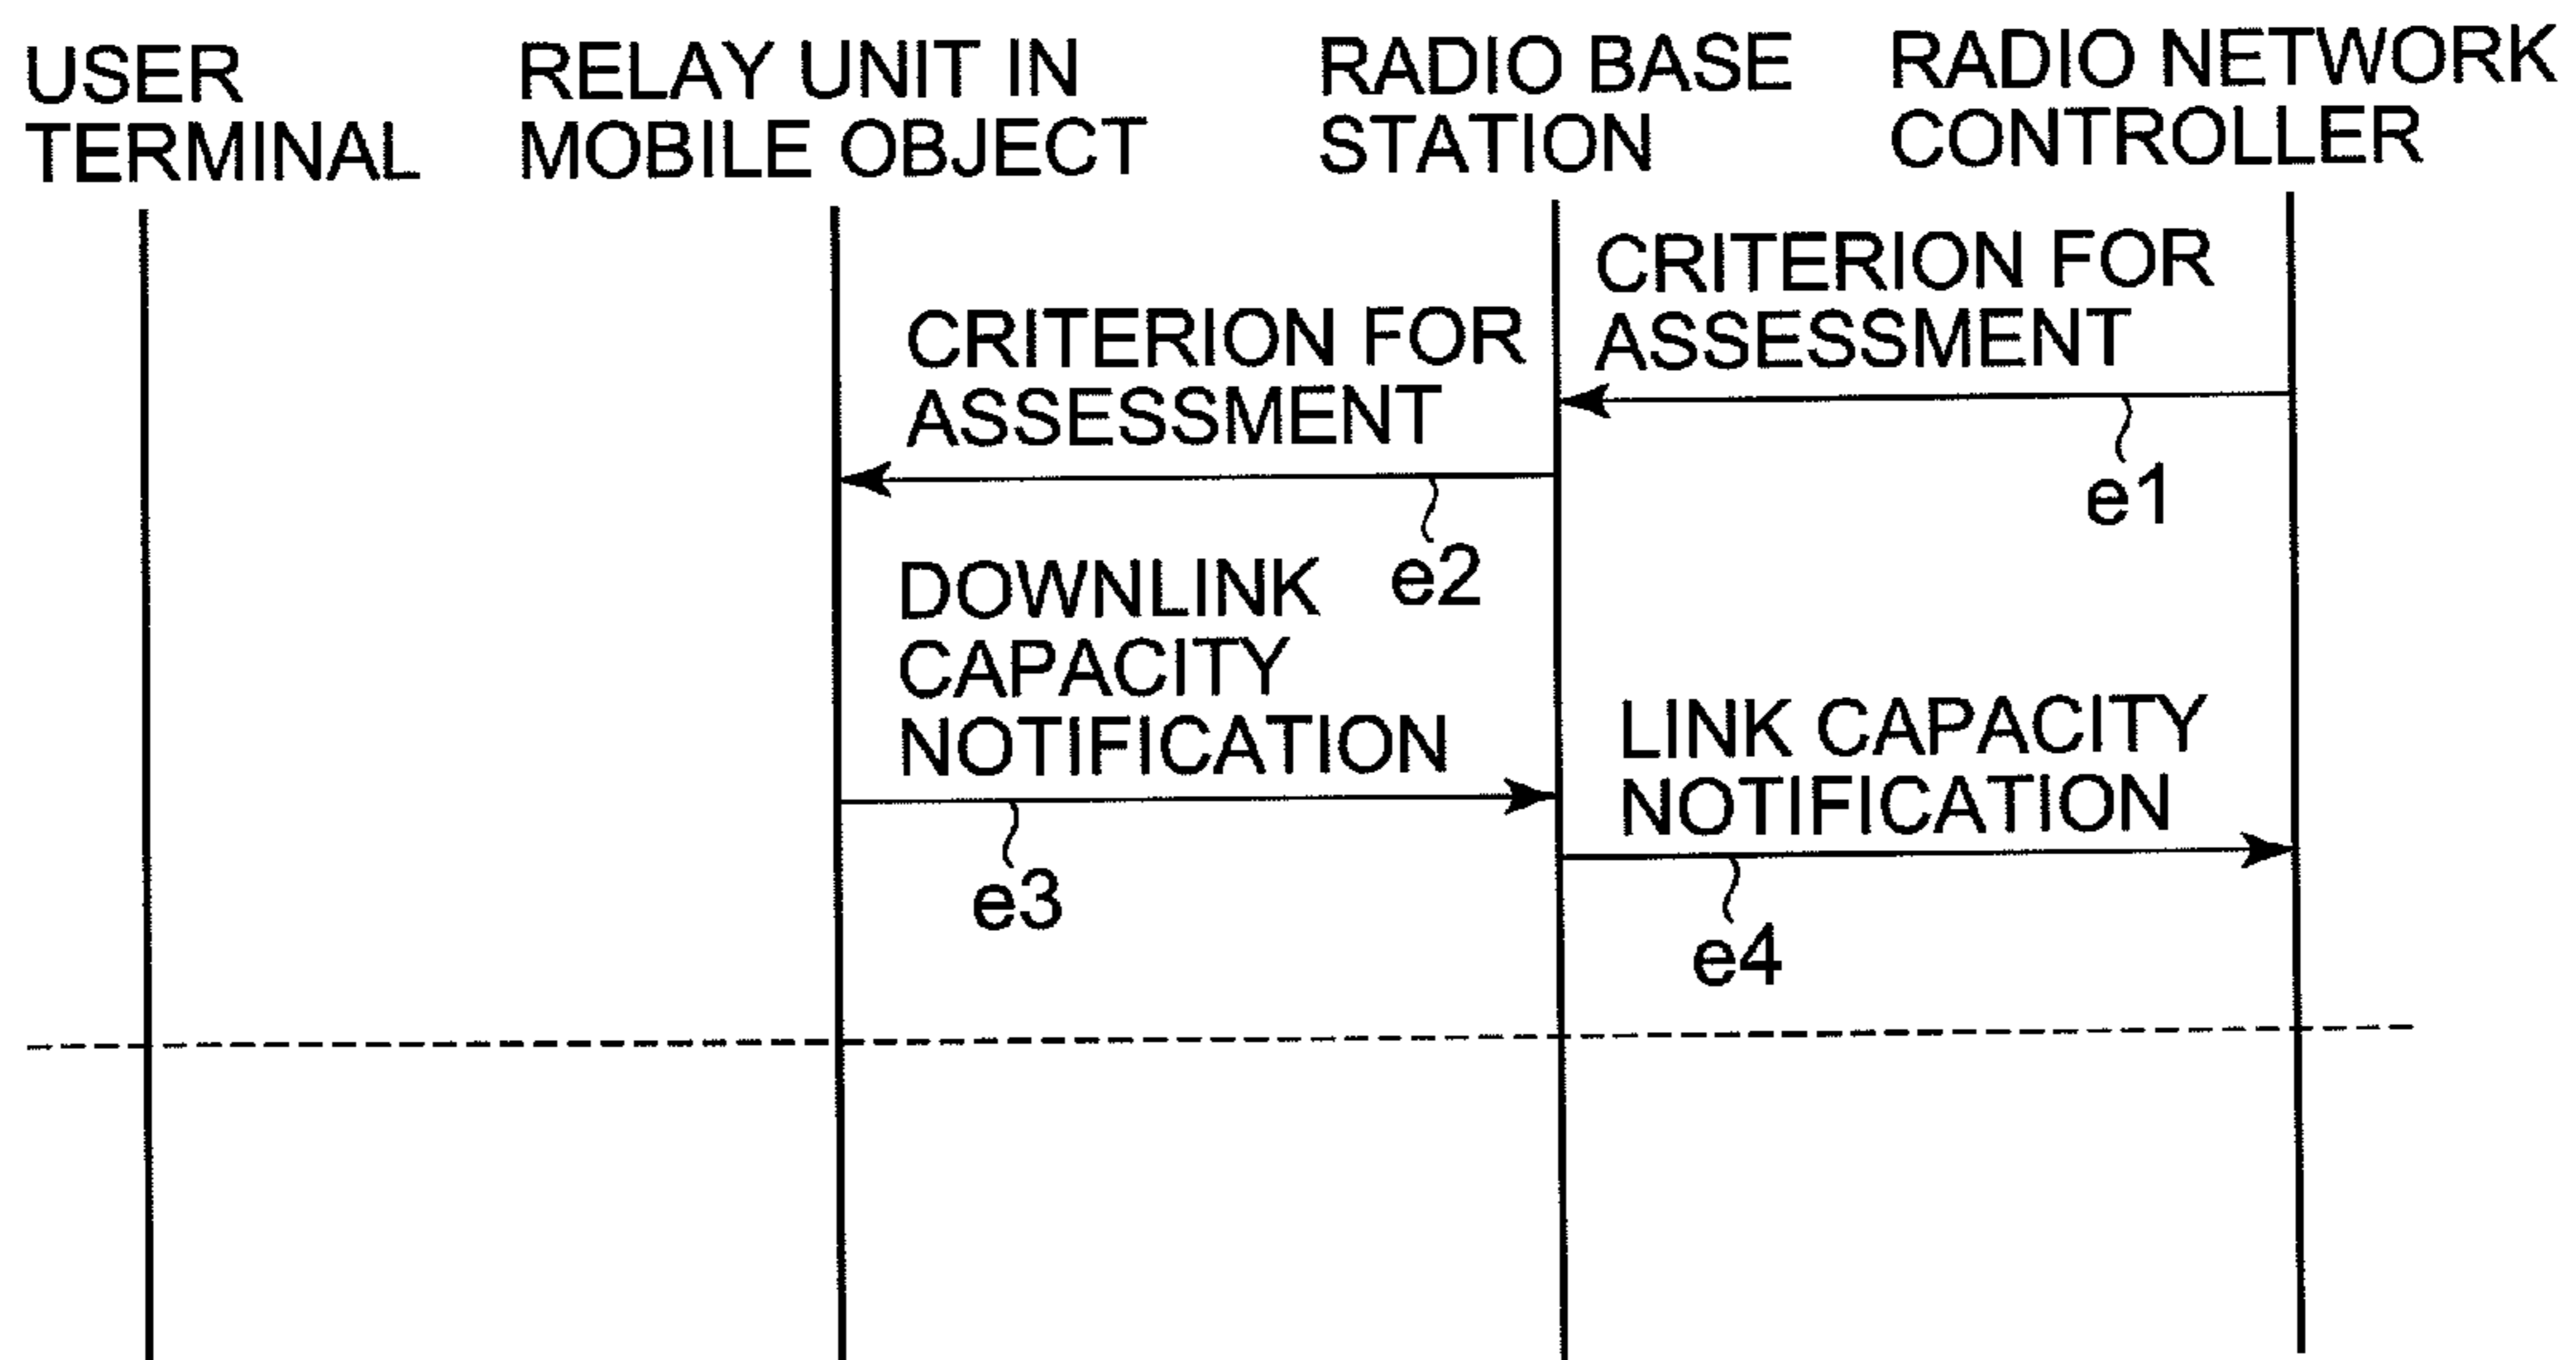 USER
TERMINAL
RELAY UNIT IN
MOBILE OBJECT
RADIO BASE
STATION
RADIO NETWORK
CONTROLLER
CRITERION FOR
ASSESSMENT
e1
CRITERION FOR
ASSESSMENT
e2
DOWNLINK
CAPACITY
NOTIFICATION
e3
LINK CAPACITY
NOTIFICATION
e4